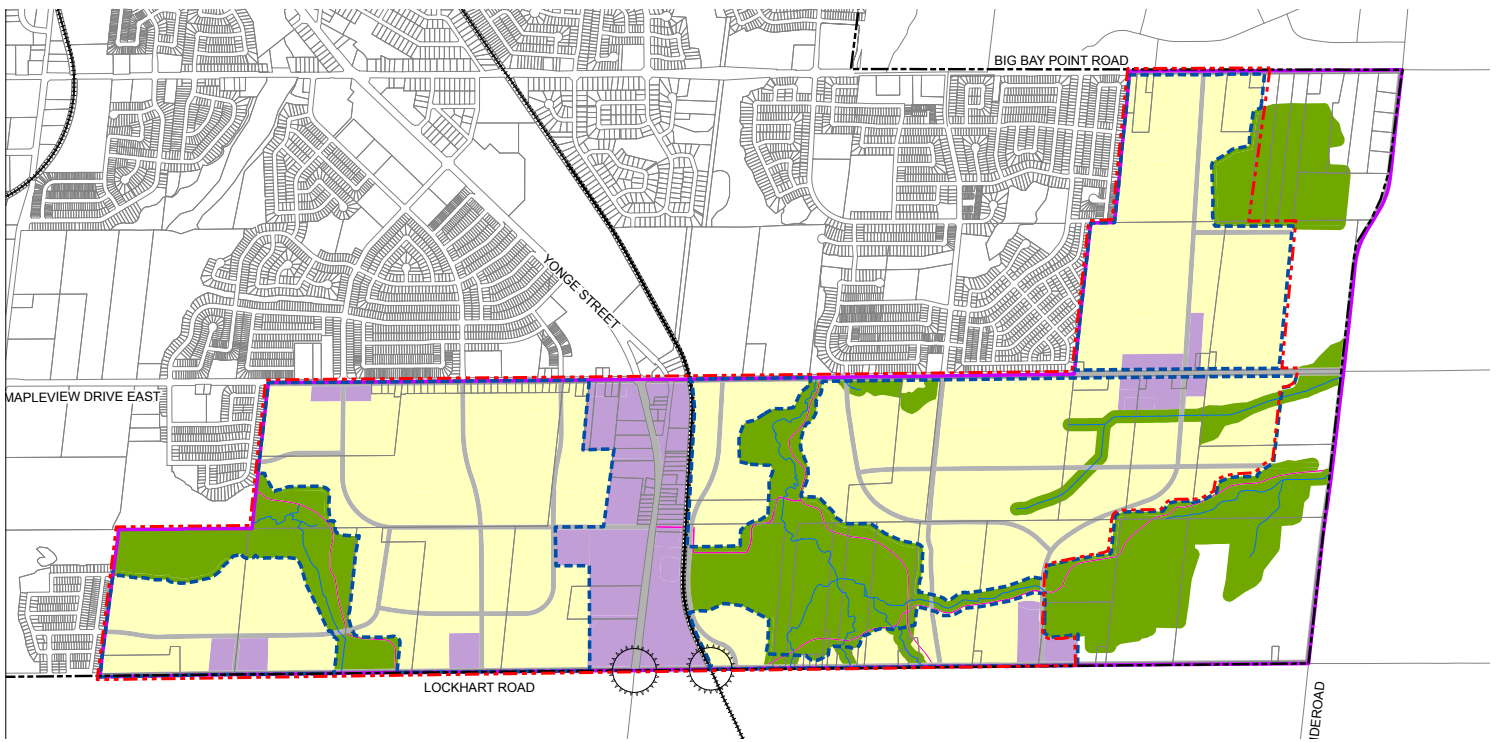 BIG BAY POINT ROAD
YONGE STREET
MAPLEVIEW DRIVE EAST
LOCKHART ROAD
IDEROAD